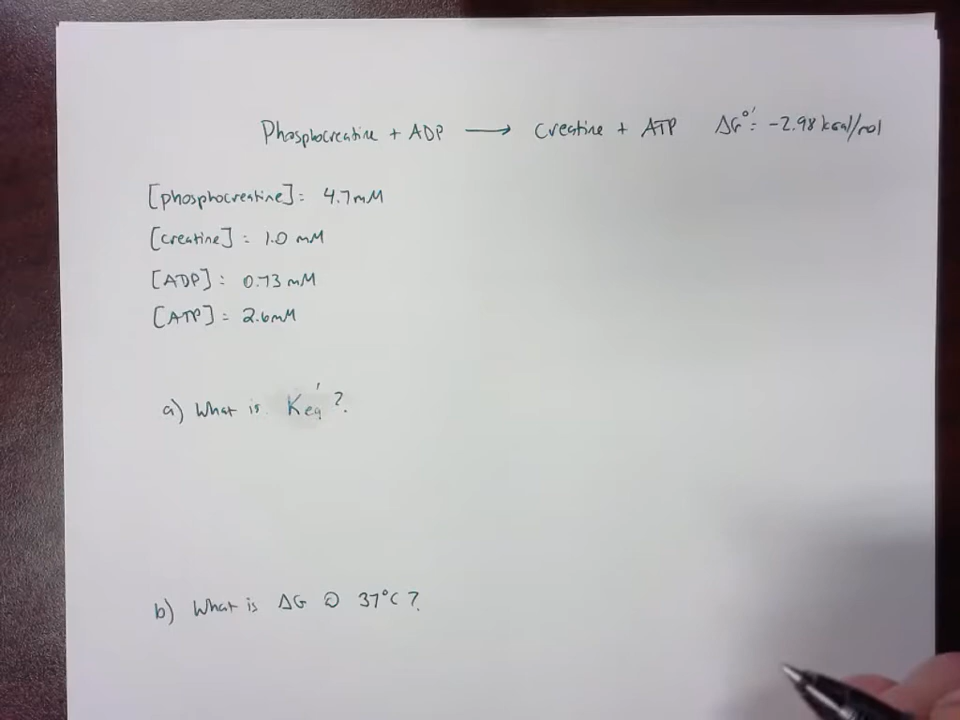 Phosphocreatine + ADP ⟶ Creatine + ATP ΔG°': -2.98 kcal/mol
[phosphocreatine]: 4.7mM
[creatine] : 1.0 mM
[ADP] : 0.73 mM
[ATP] : 2.6mM
a) What is Keq' ?
b) What is ΔG @ 37°C ?